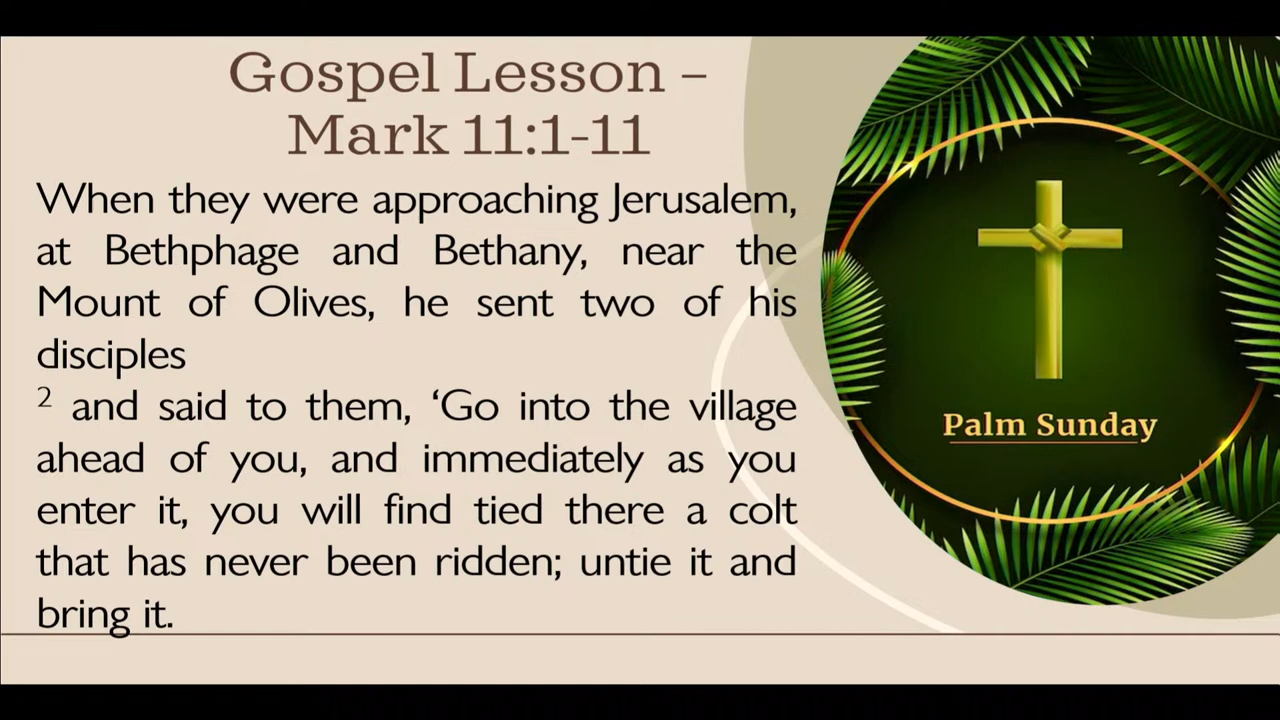 Gospel Lesson –
Mark 11:1-11
When they were approaching Jerusalem,
at Bethphage and Bethany, near the
Mount of Olives, he sent two of his
disciples
² and said to them, ‘Go into the village
ahead of you, and immediately as you
enter it, you will find tied there a colt
that has never been ridden; untie it and
bring it.
Palm Sunday